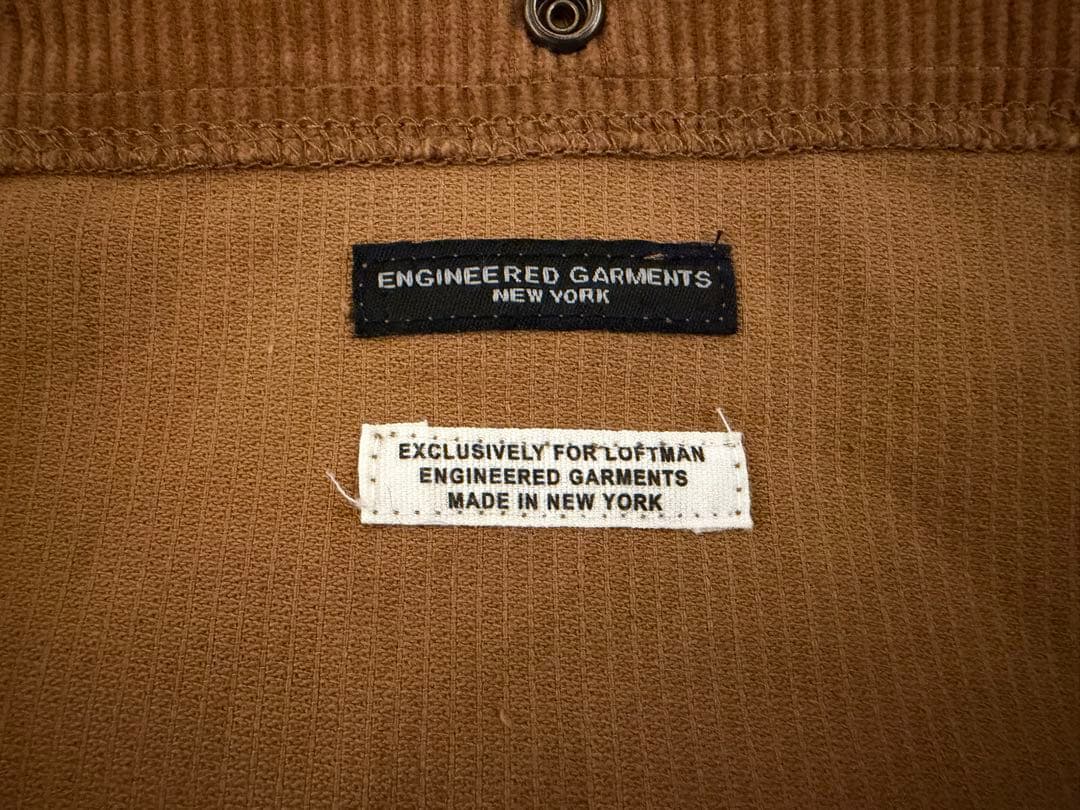 ENGINEERED GARMENTS
NEW YORK
EXCLUSIVELY FOR LOFTMAN
ENGINEERED GARMENTS
MADE IN NEW YORK